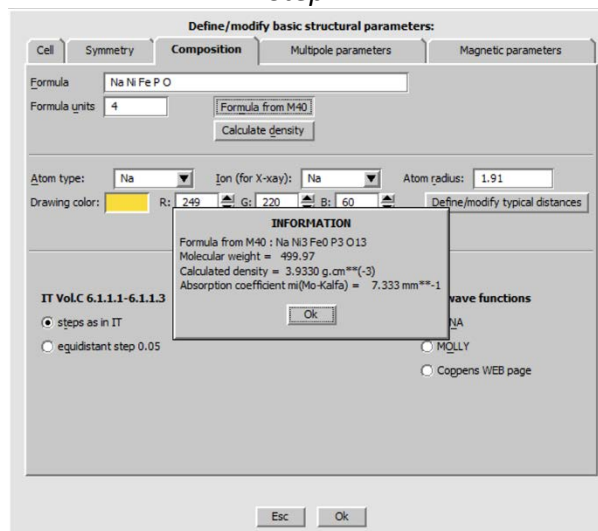 Define/modify basic structural parameters:
Cell Symmetry Composition Multipole parameters Magnetic parameters
Formula Na Ni Fe P O
Formula units 4 Formula from M40
Calculate density
Atom type: Na Ion (for X-xay): Na Atom radius: 1.91
Drawing color: R: 249 G: 220 B: 60 Define/modify typical distances
INFORMATION
Formula from M40 : Na Ni3 Fe0 P3 O13
Molecular weight = 499.97
Calculated density = 3.9330 g.cm**(-3)
Absorption coefficient mi(Mo-Kalfa) = 7.333 mm**-1
Ok
IT Vol.C 6.1.1.1-6.1.1.3 wave functions
steps as in IT NA
equidistant step 0.05 MOLLY
Coppens WEB page
Esc Ok